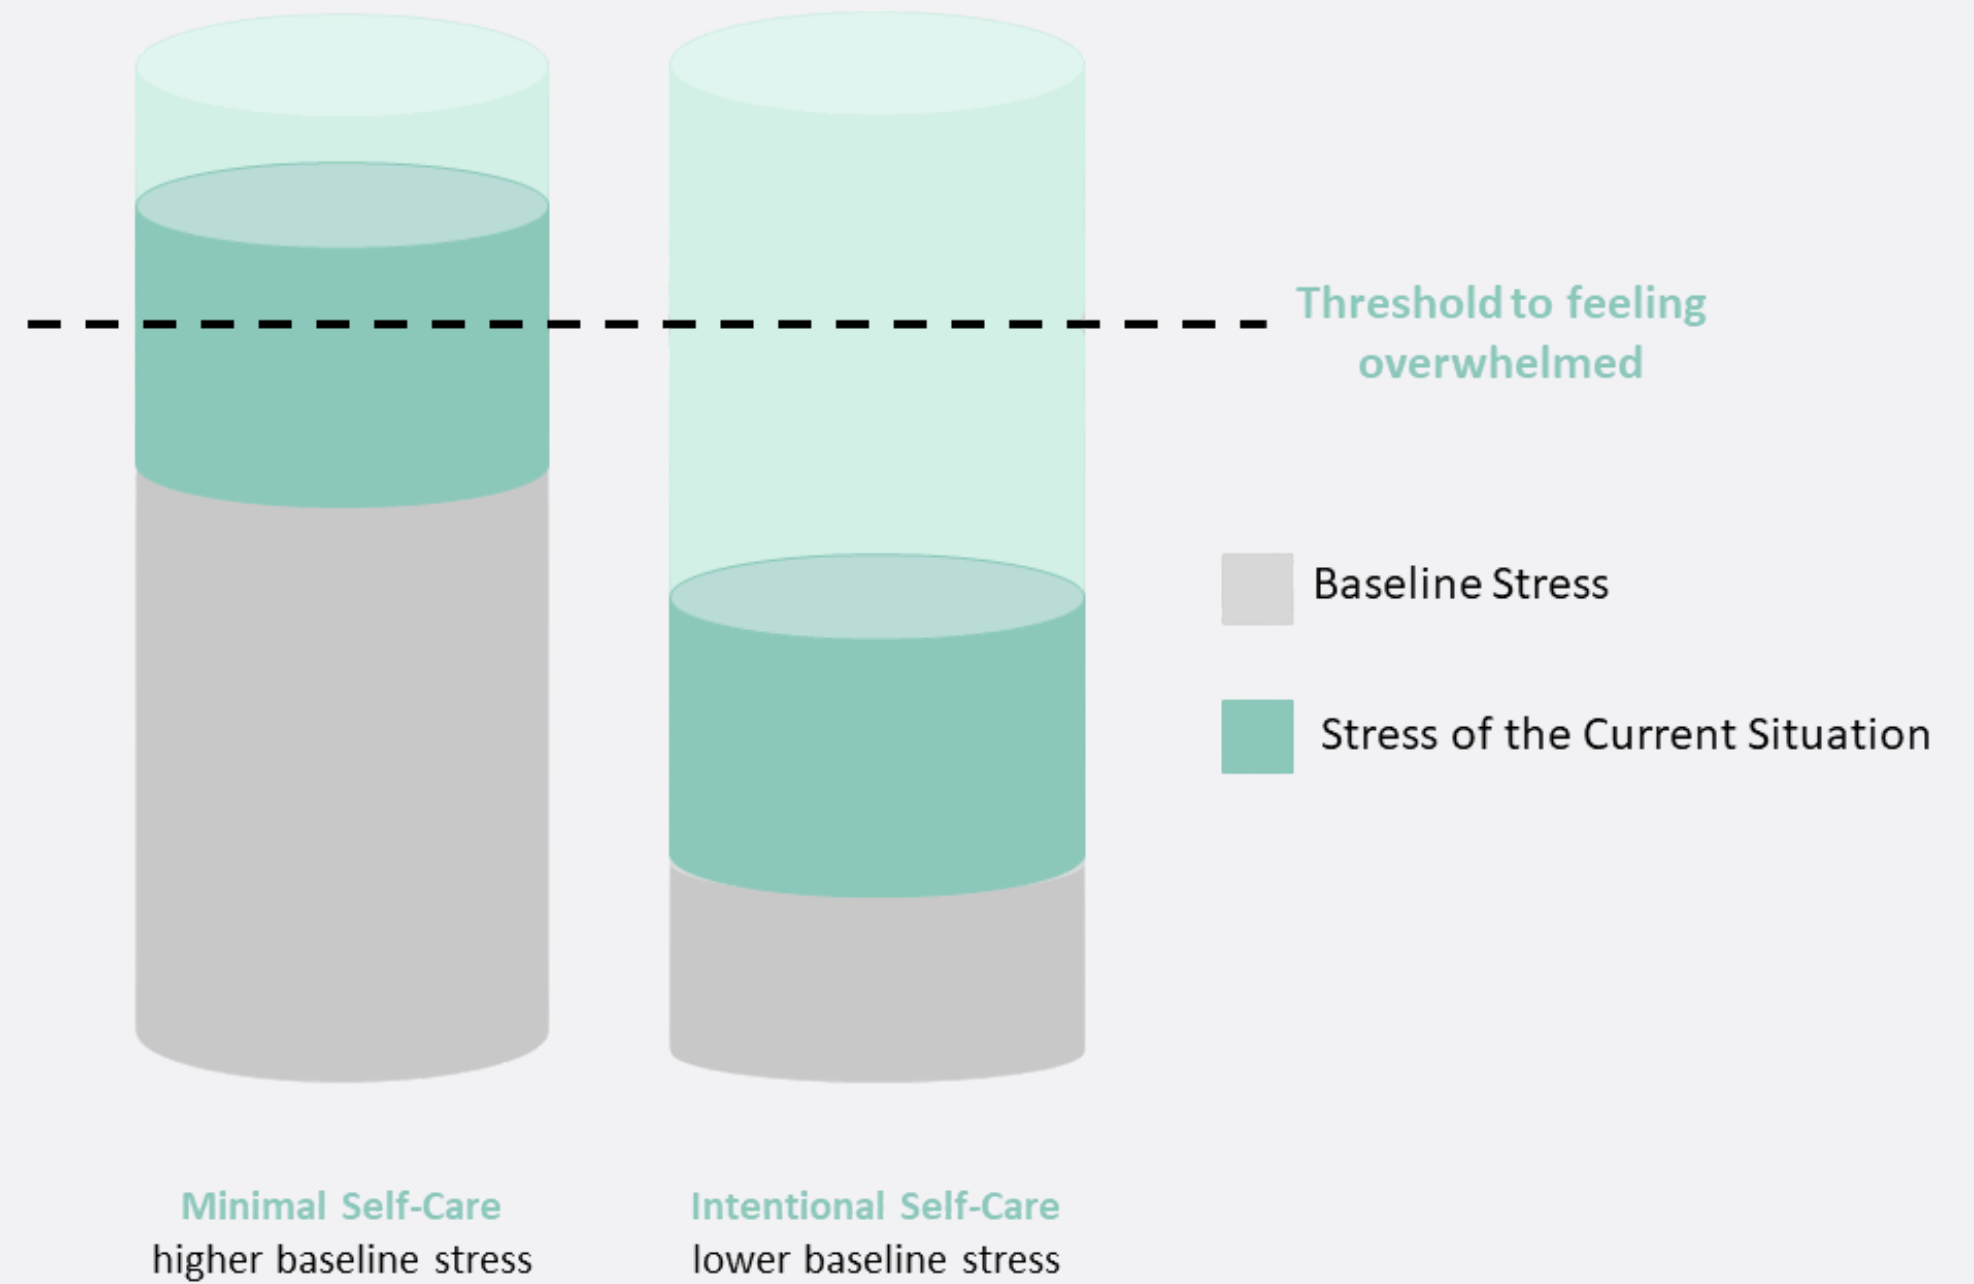 Threshold to feeling
overwhelmed
Baseline Stress
Stress of the Current Situation
Minimal Self-Care
higher baseline stress
Intentional Self-Care
lower baseline stress